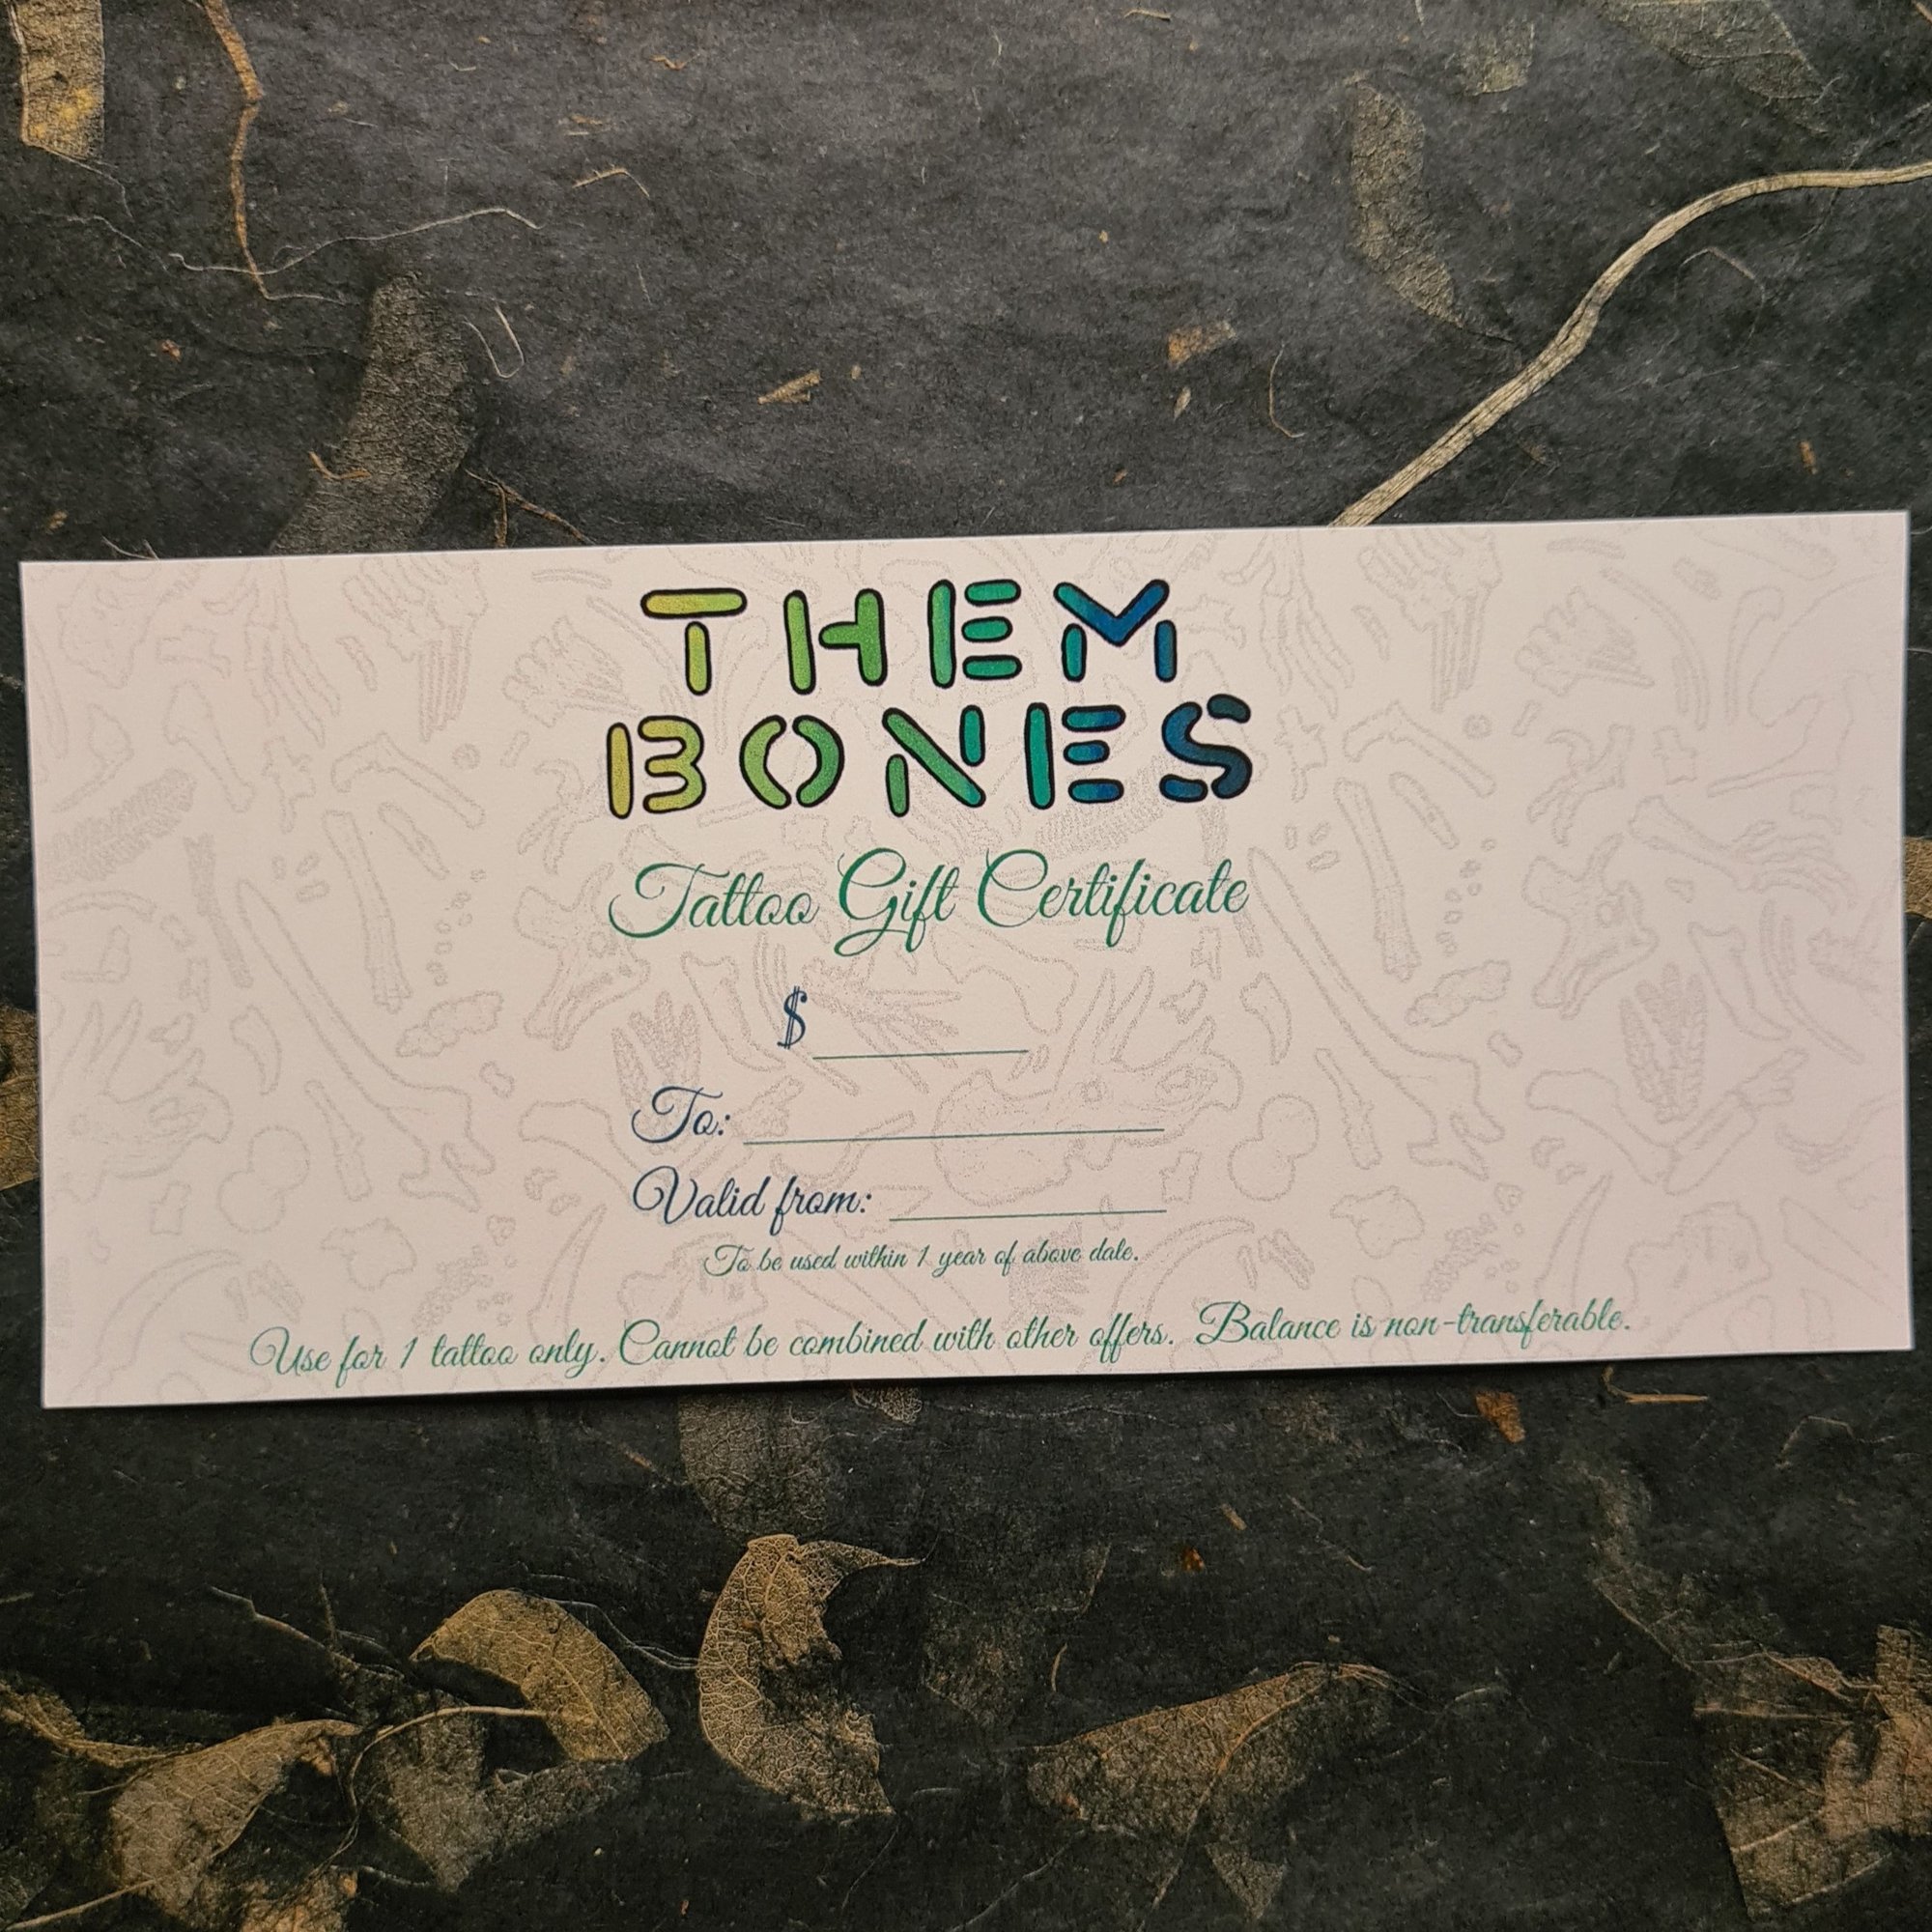 THEM
BONES
Tattoo Gift Certificate
$
To:
Valid from:
To be used within 1 year of above date.
Use for 1 tattoo only. Cannot be combined with other offers. Balance is non-transferable.